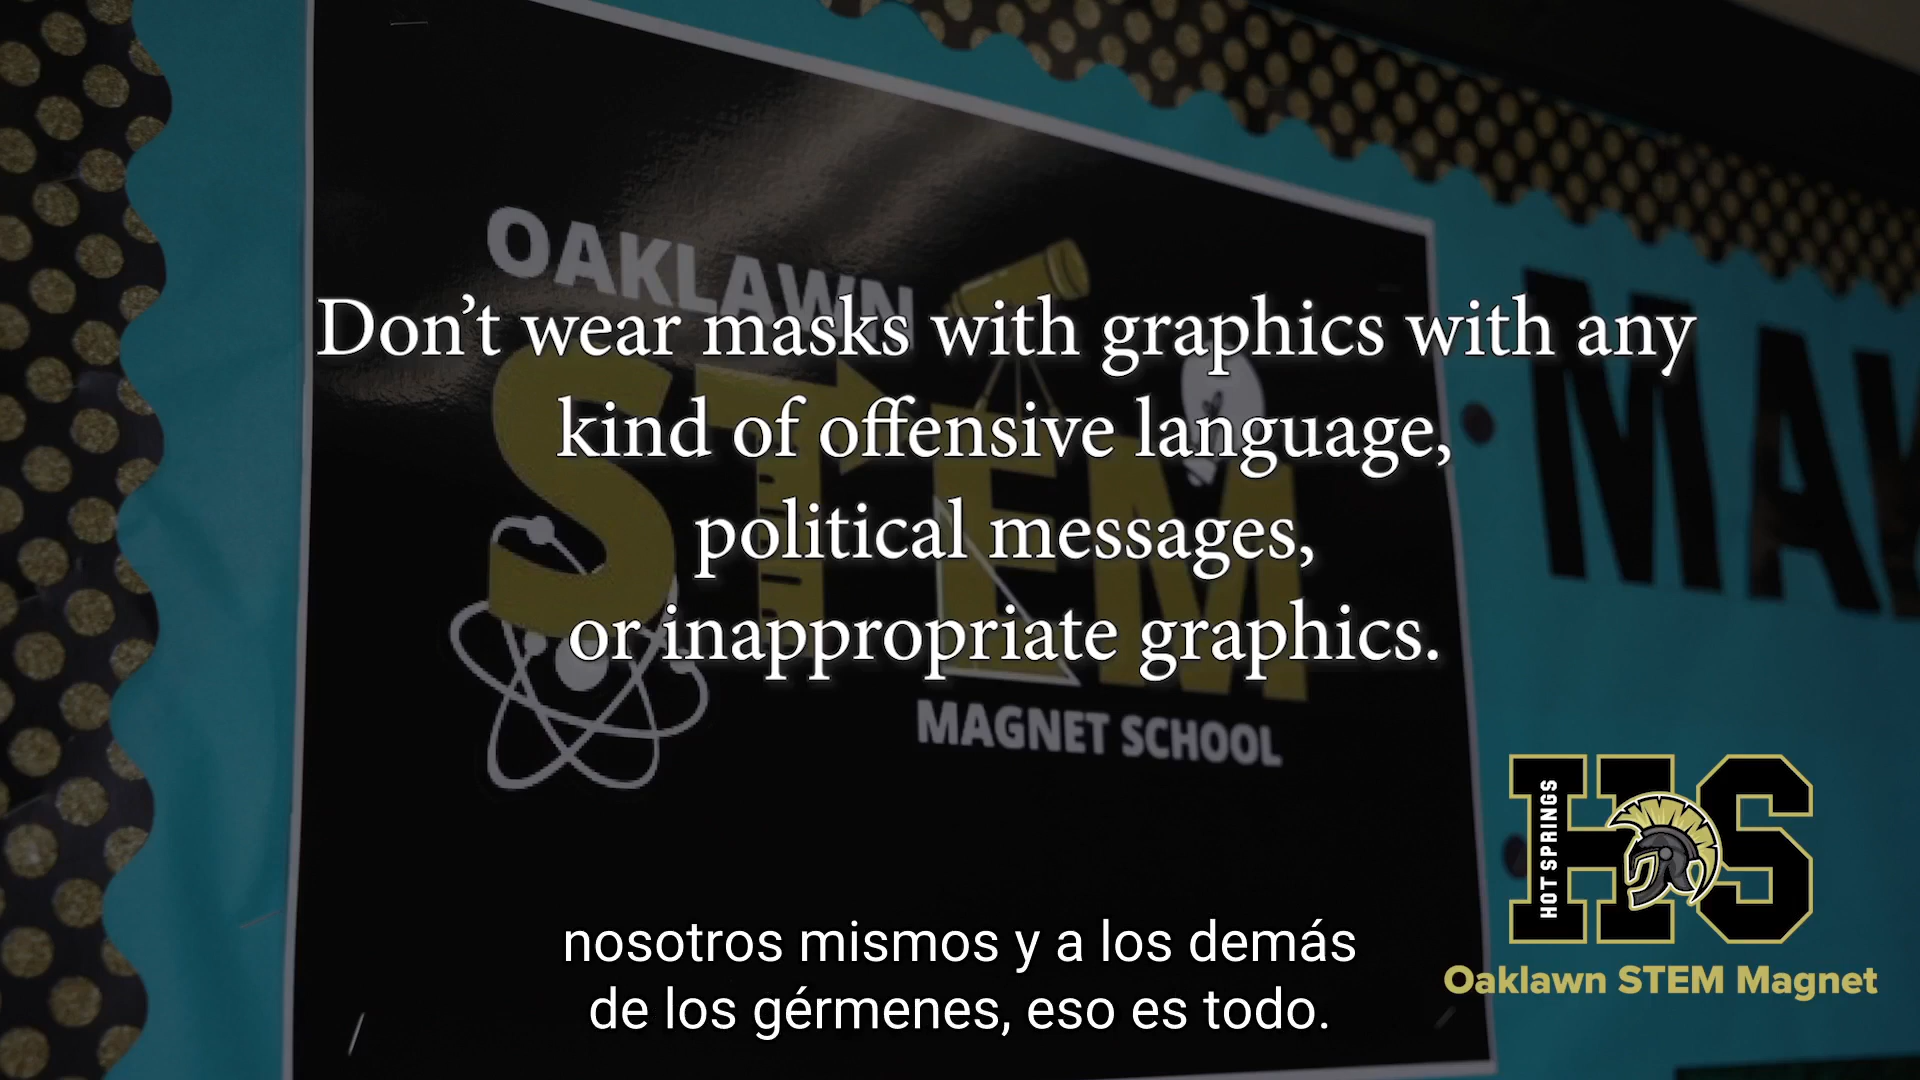 OAKLAWN
STEM
MAGNET SCHOOL
Don’t wear masks with graphics with any
kind of offensive language,
political messages,
or inappropriate graphics.
HOT SPRINGS
HS
Oaklawn STEM Magnet
nosotros mismos y a los demás
de los gérmenes, eso es todo.